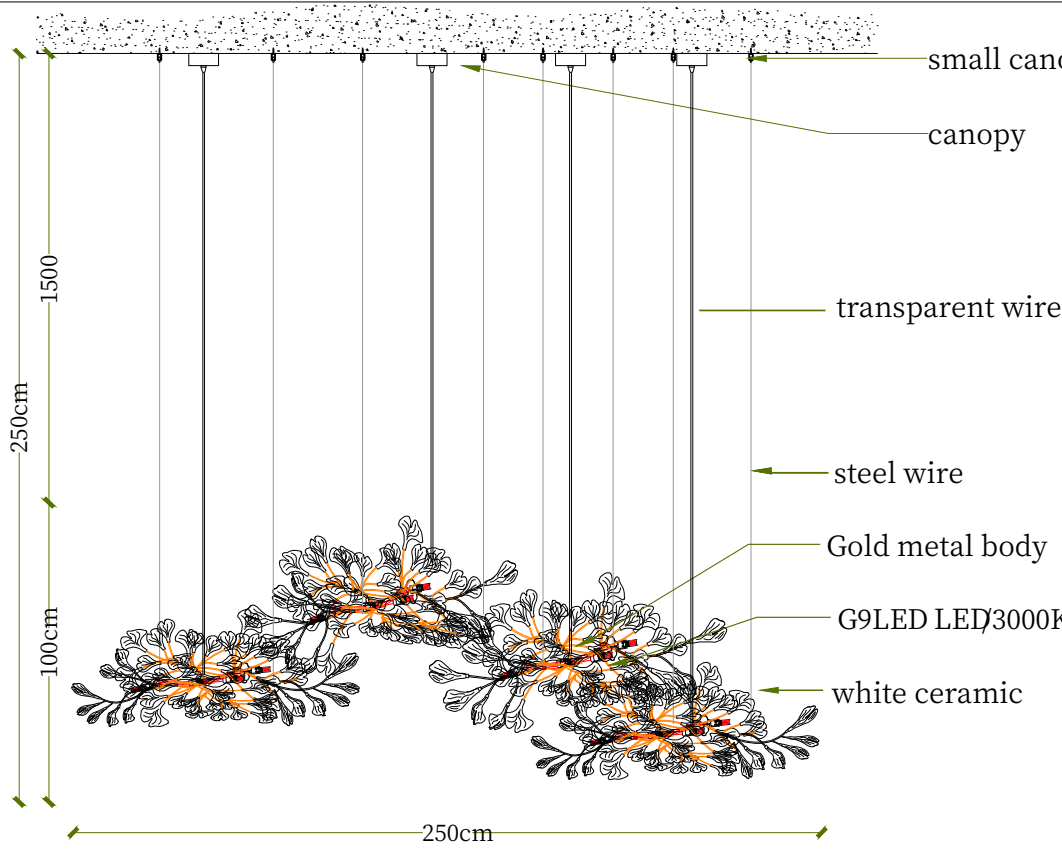 small cano
canopy
1500
transparent wire
250cm
steel wire
Gold metal body
G9LED LED/3000K
100cm
white ceramic
250cm